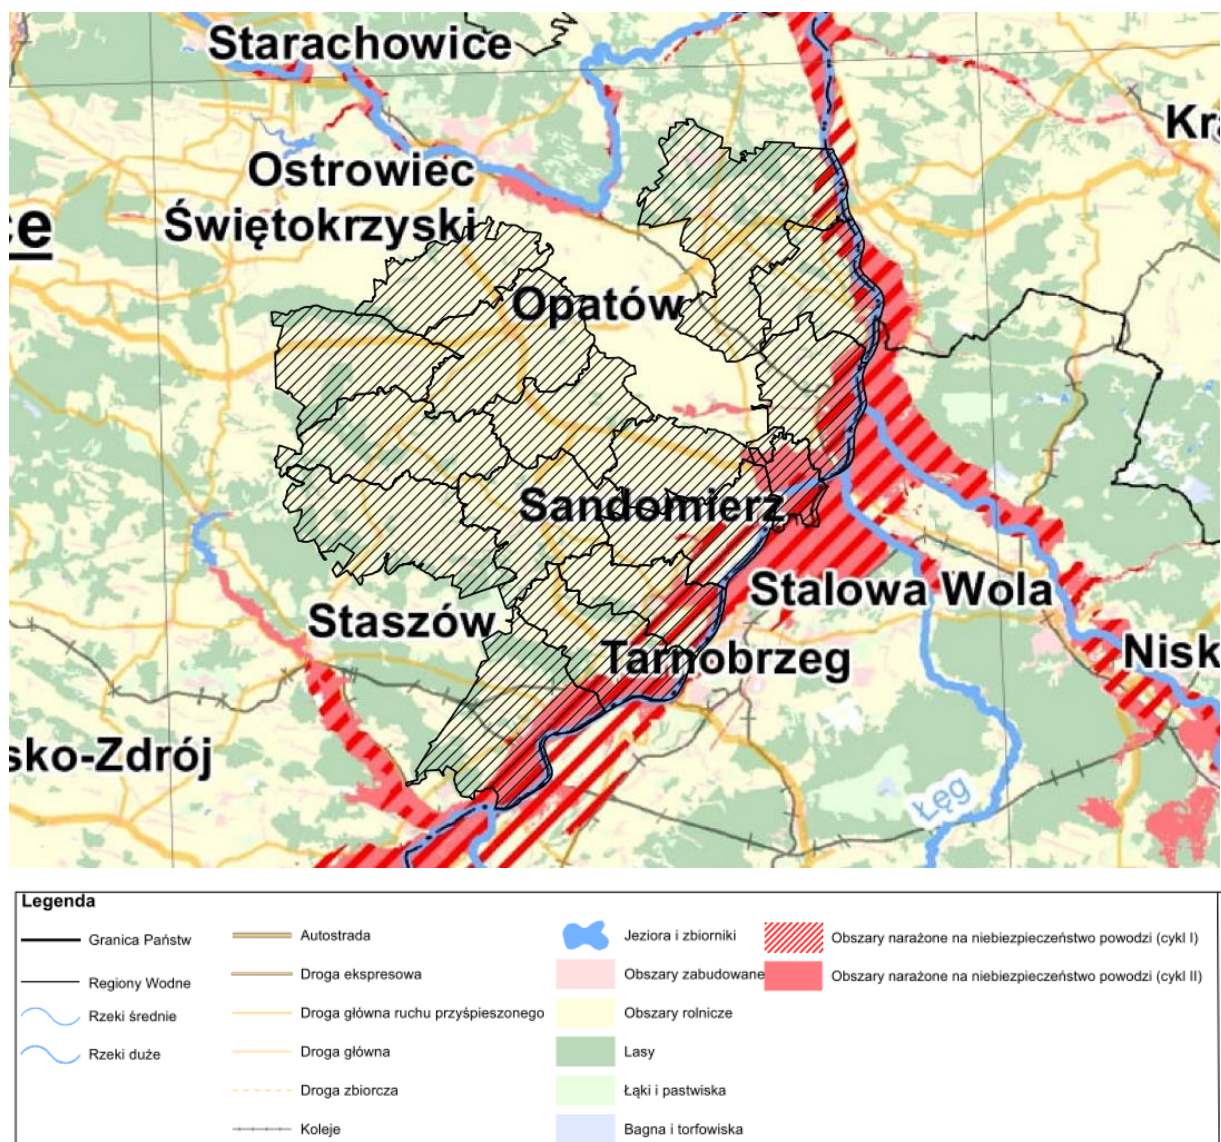 Starachowice
Kra
Ostrowiec
Świętokrzyski
ce
Opatów
Sandomierz
Stalowa Wola
Staszów
Tarnobrzeg
Nisk
sko-Zdrój
Łęg
Legenda
Granica Państw
Regiony Wodne
Rzeki średnie
Rzeki duże
Autostrada
Droga ekspresowa
Droga główna ruchu przyśpieszonego
Droga główna
Droga zbiorcza
Koleje
Jeziora i zbiorniki
Obszary zabudowane
Obszary rolnicze
Lasy
Łąki i pastwiska
Bagna i torfowiska
Obszary narażone na niebezpieczeństwo powodzi (cykl I)
Obszary narażone na niebezpieczeństwo powodzi (cykl II)